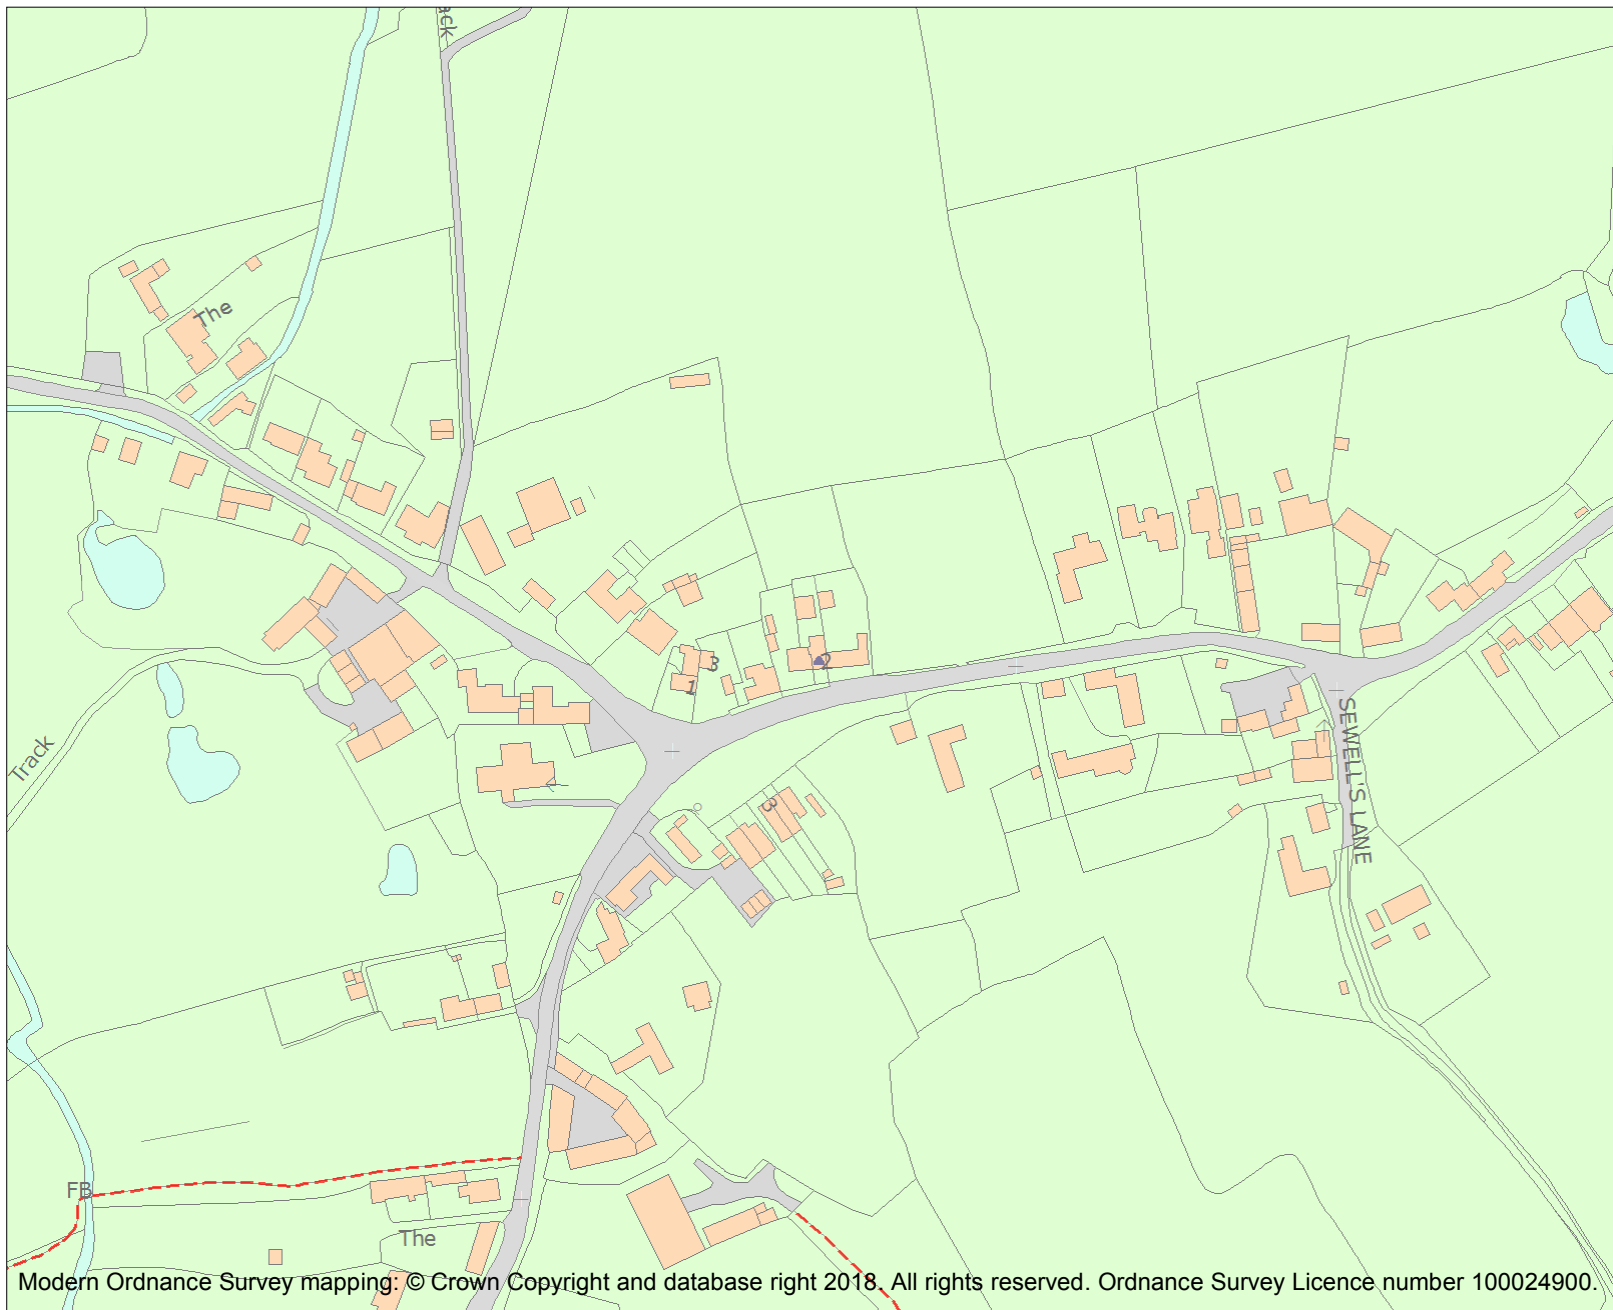 The
3
1
2
SEWELL'S LANE
Track
3
FB
The
Modern Ordnance Survey mapping: © Crown Copyright and database right 2018. All rights reserved. Ordnance Survey Licence number 100024900.